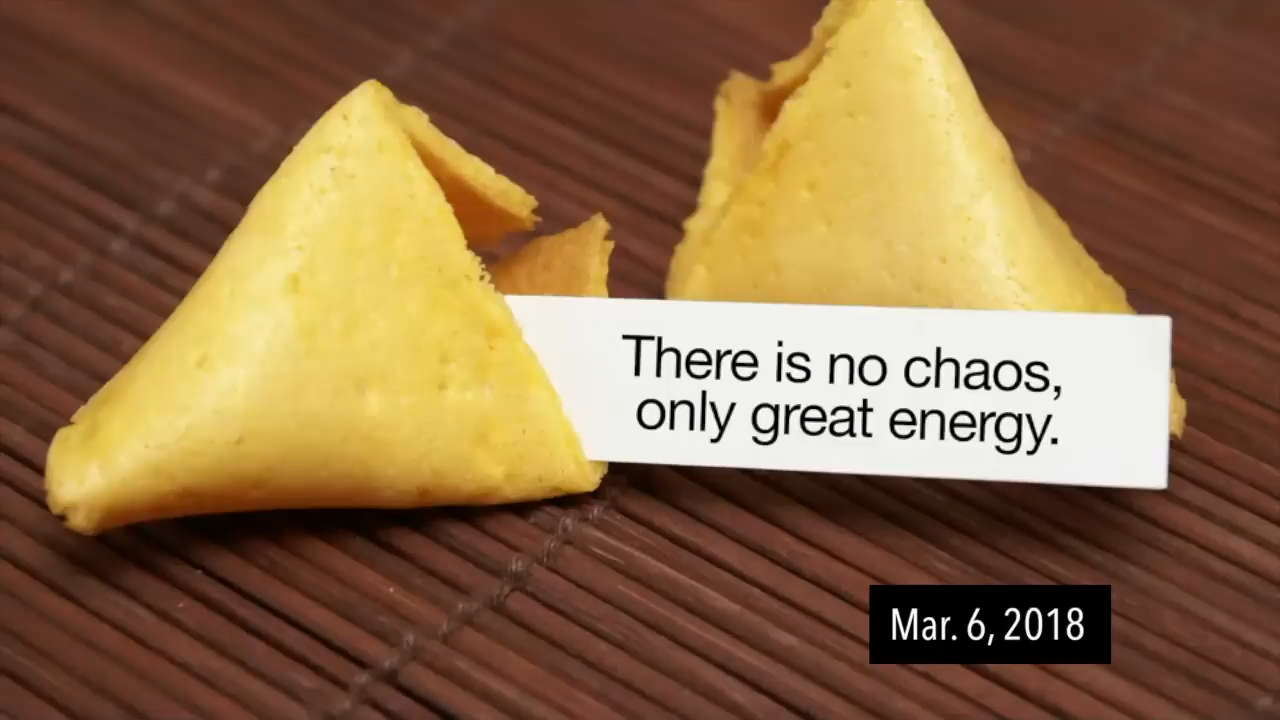 There is no chaos,
only great energy.
Mar. 6, 2018